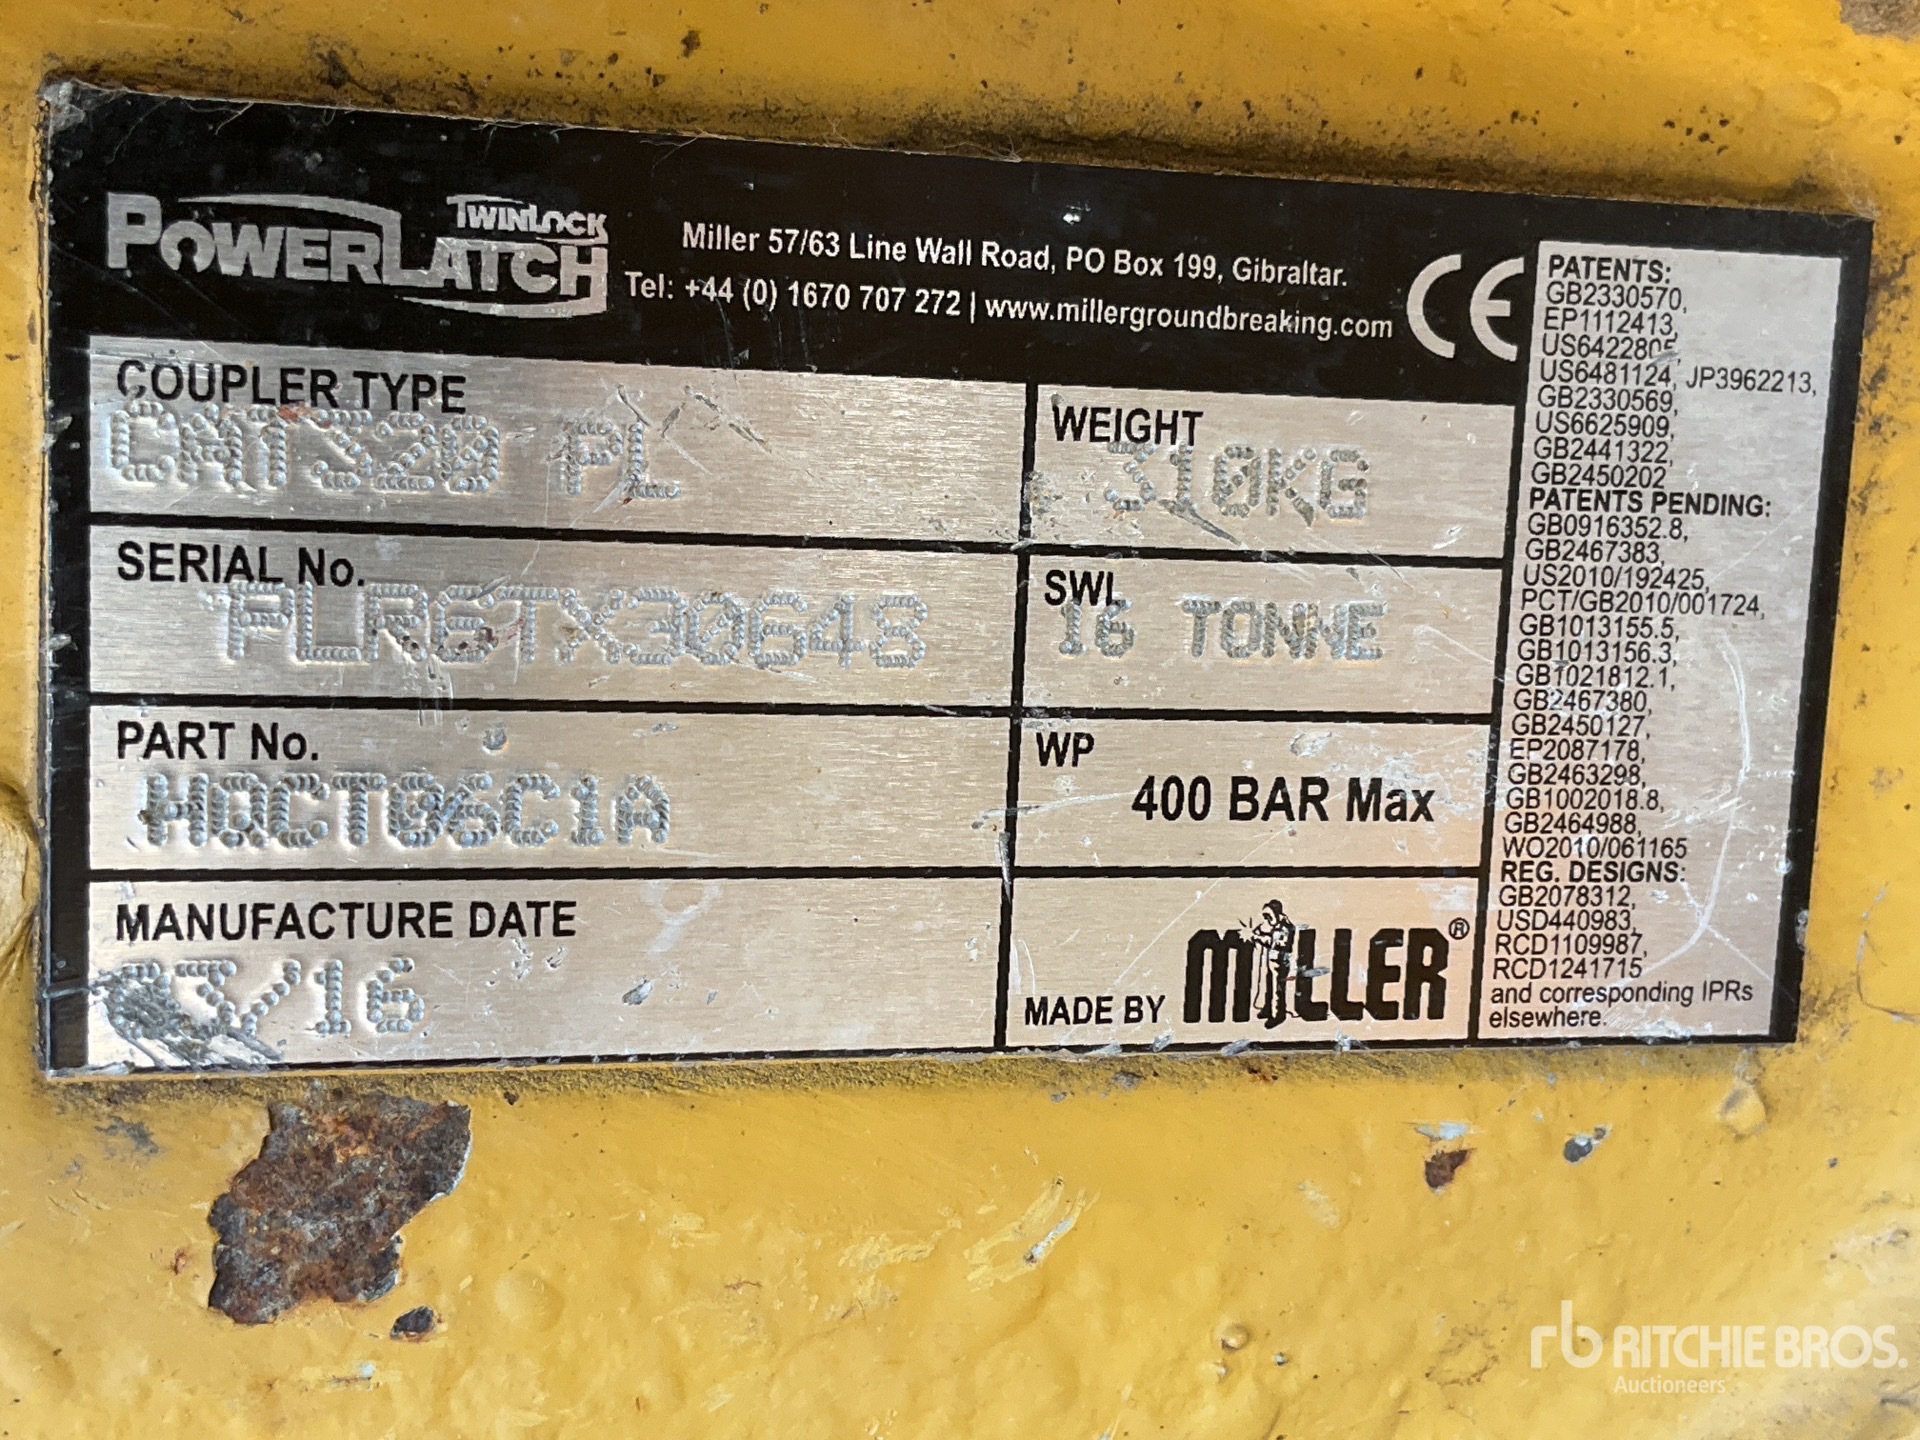 POWERLATCH TWINLOCK
Miller 57/63 Line Wall Road, PO Box 199, Gibraltar.
Tel: +44 (0) 1670 707 272 | www.millergroundbreaking.com
CE
COUPLER TYPE
PL
WEIGHT
310KG
SERIAL No.
PLR6TX30648
SWL
16 TONNE
PART No.
HQCT06C1A
WP
400 BAR Max
MANUFACTURE DATE
MADE BY MILLER®
PATENTS:
GB2330570,
EP1112413,
US6422805,
US6481124, JP3962213,
GB2330569,
US6625909,
GB2441322,
GB2450202
PATENTS PENDING:
GB0916352.8,
GB2467383,
US2010/192425,
PCT/GB2010/001724,
GB1013155.5,
GB1013156.3,
GB1021812.1,
GB2467380,
GB2450127,
EP2087178,
GB2463298,
GB1002018.8,
GB2464988,
WO2010/061165
REG. DESIGNS:
GB2078312,
USD440983,
RCD1109987,
RCD1241715
and corresponding IPRs
elsewhere.
rb RITCHIE BROS.
Auctioneers